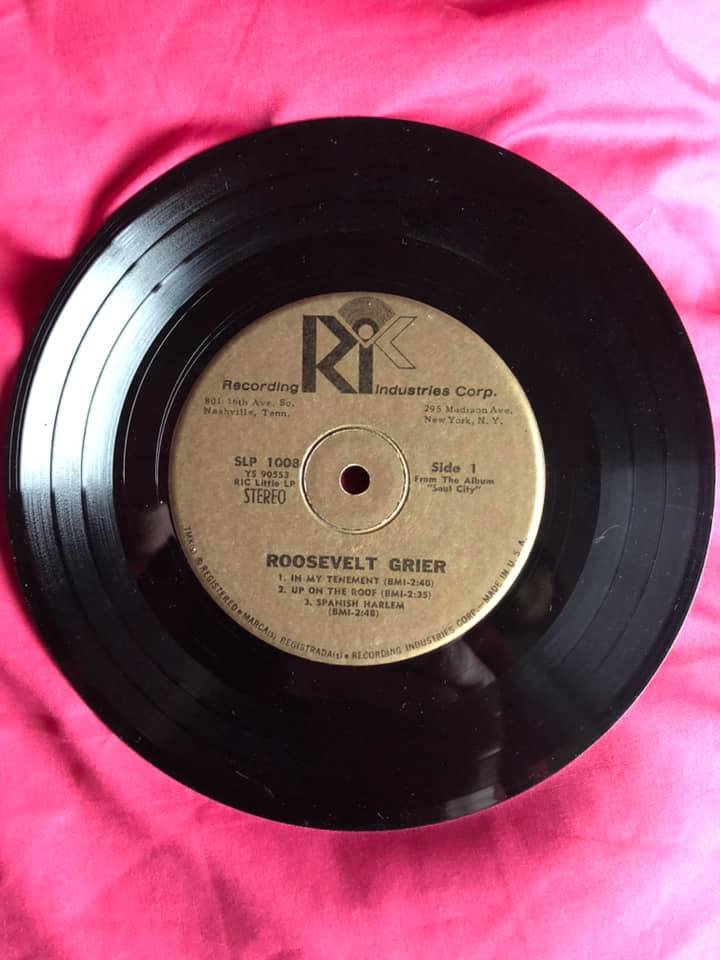 RIC
Recording Industries Corp.
801 16th Ave. So.
Nashville, Tenn.
295 Madison Ave.
New York, N. Y.
SLP 1008
YS 90553
RIC Little LP
STEREO
Side 1
From The Album
"Soul City"
ROOSEVELT GRIER
1. IN MY TENEMENT (BMI-2:40)
2. UP ON THE ROOF (BMI-2:35)
3. SPANISH HARLEM
(BMI-2:48)
TMK(s) ® REGISTERED • MARCA(s) REGISTRADA(s) • RECORDING INDUSTRIES CORP.—MADE IN U.S.A.